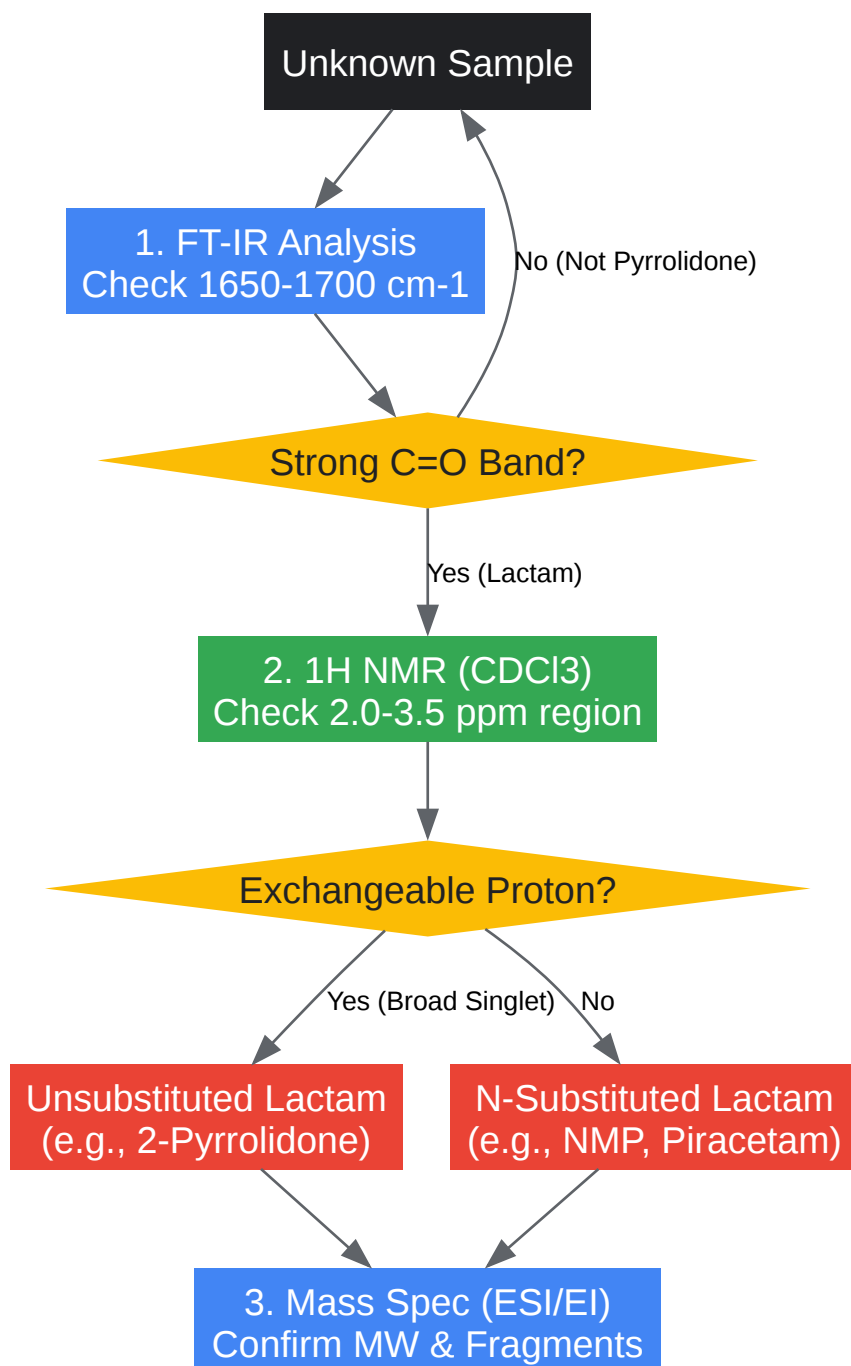 Unknown Sample
1. FT-IR Analysis
Check 1650-1700 cm-1
No (Not Pyrrolidone)
Strong C=O Band?
Yes (Lactam)
2. 1H NMR (CDCl3)
Check 2.0-3.5 ppm region
Exchangeable Proton?
Yes (Broad Singlet)
No
Unsubstituted Lactam
(e.g., 2-Pyrrolidone)
N-Substituted Lactam
(e.g., NMP, Piracetam)
3. Mass Spec (ESI/EI)
Confirm MW & Fragments